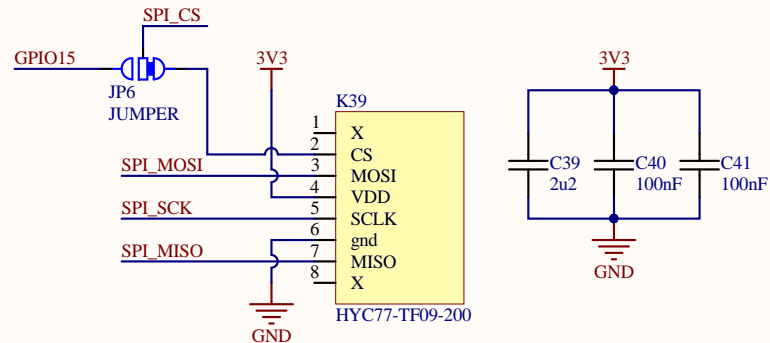 SPI_CS
GPIO15
JP6
JUMPER
3V3
K39
1 X
2 CS
SPI_MOSI 3 MOSI
4 VDD
SPI_SCK 5 SCLK
6 gnd
SPI_MISO 7 MISO
8 X
GND
HYC77-TF09-200
3V3
C39
2u2
C40
100nF
C41
100nF
GND